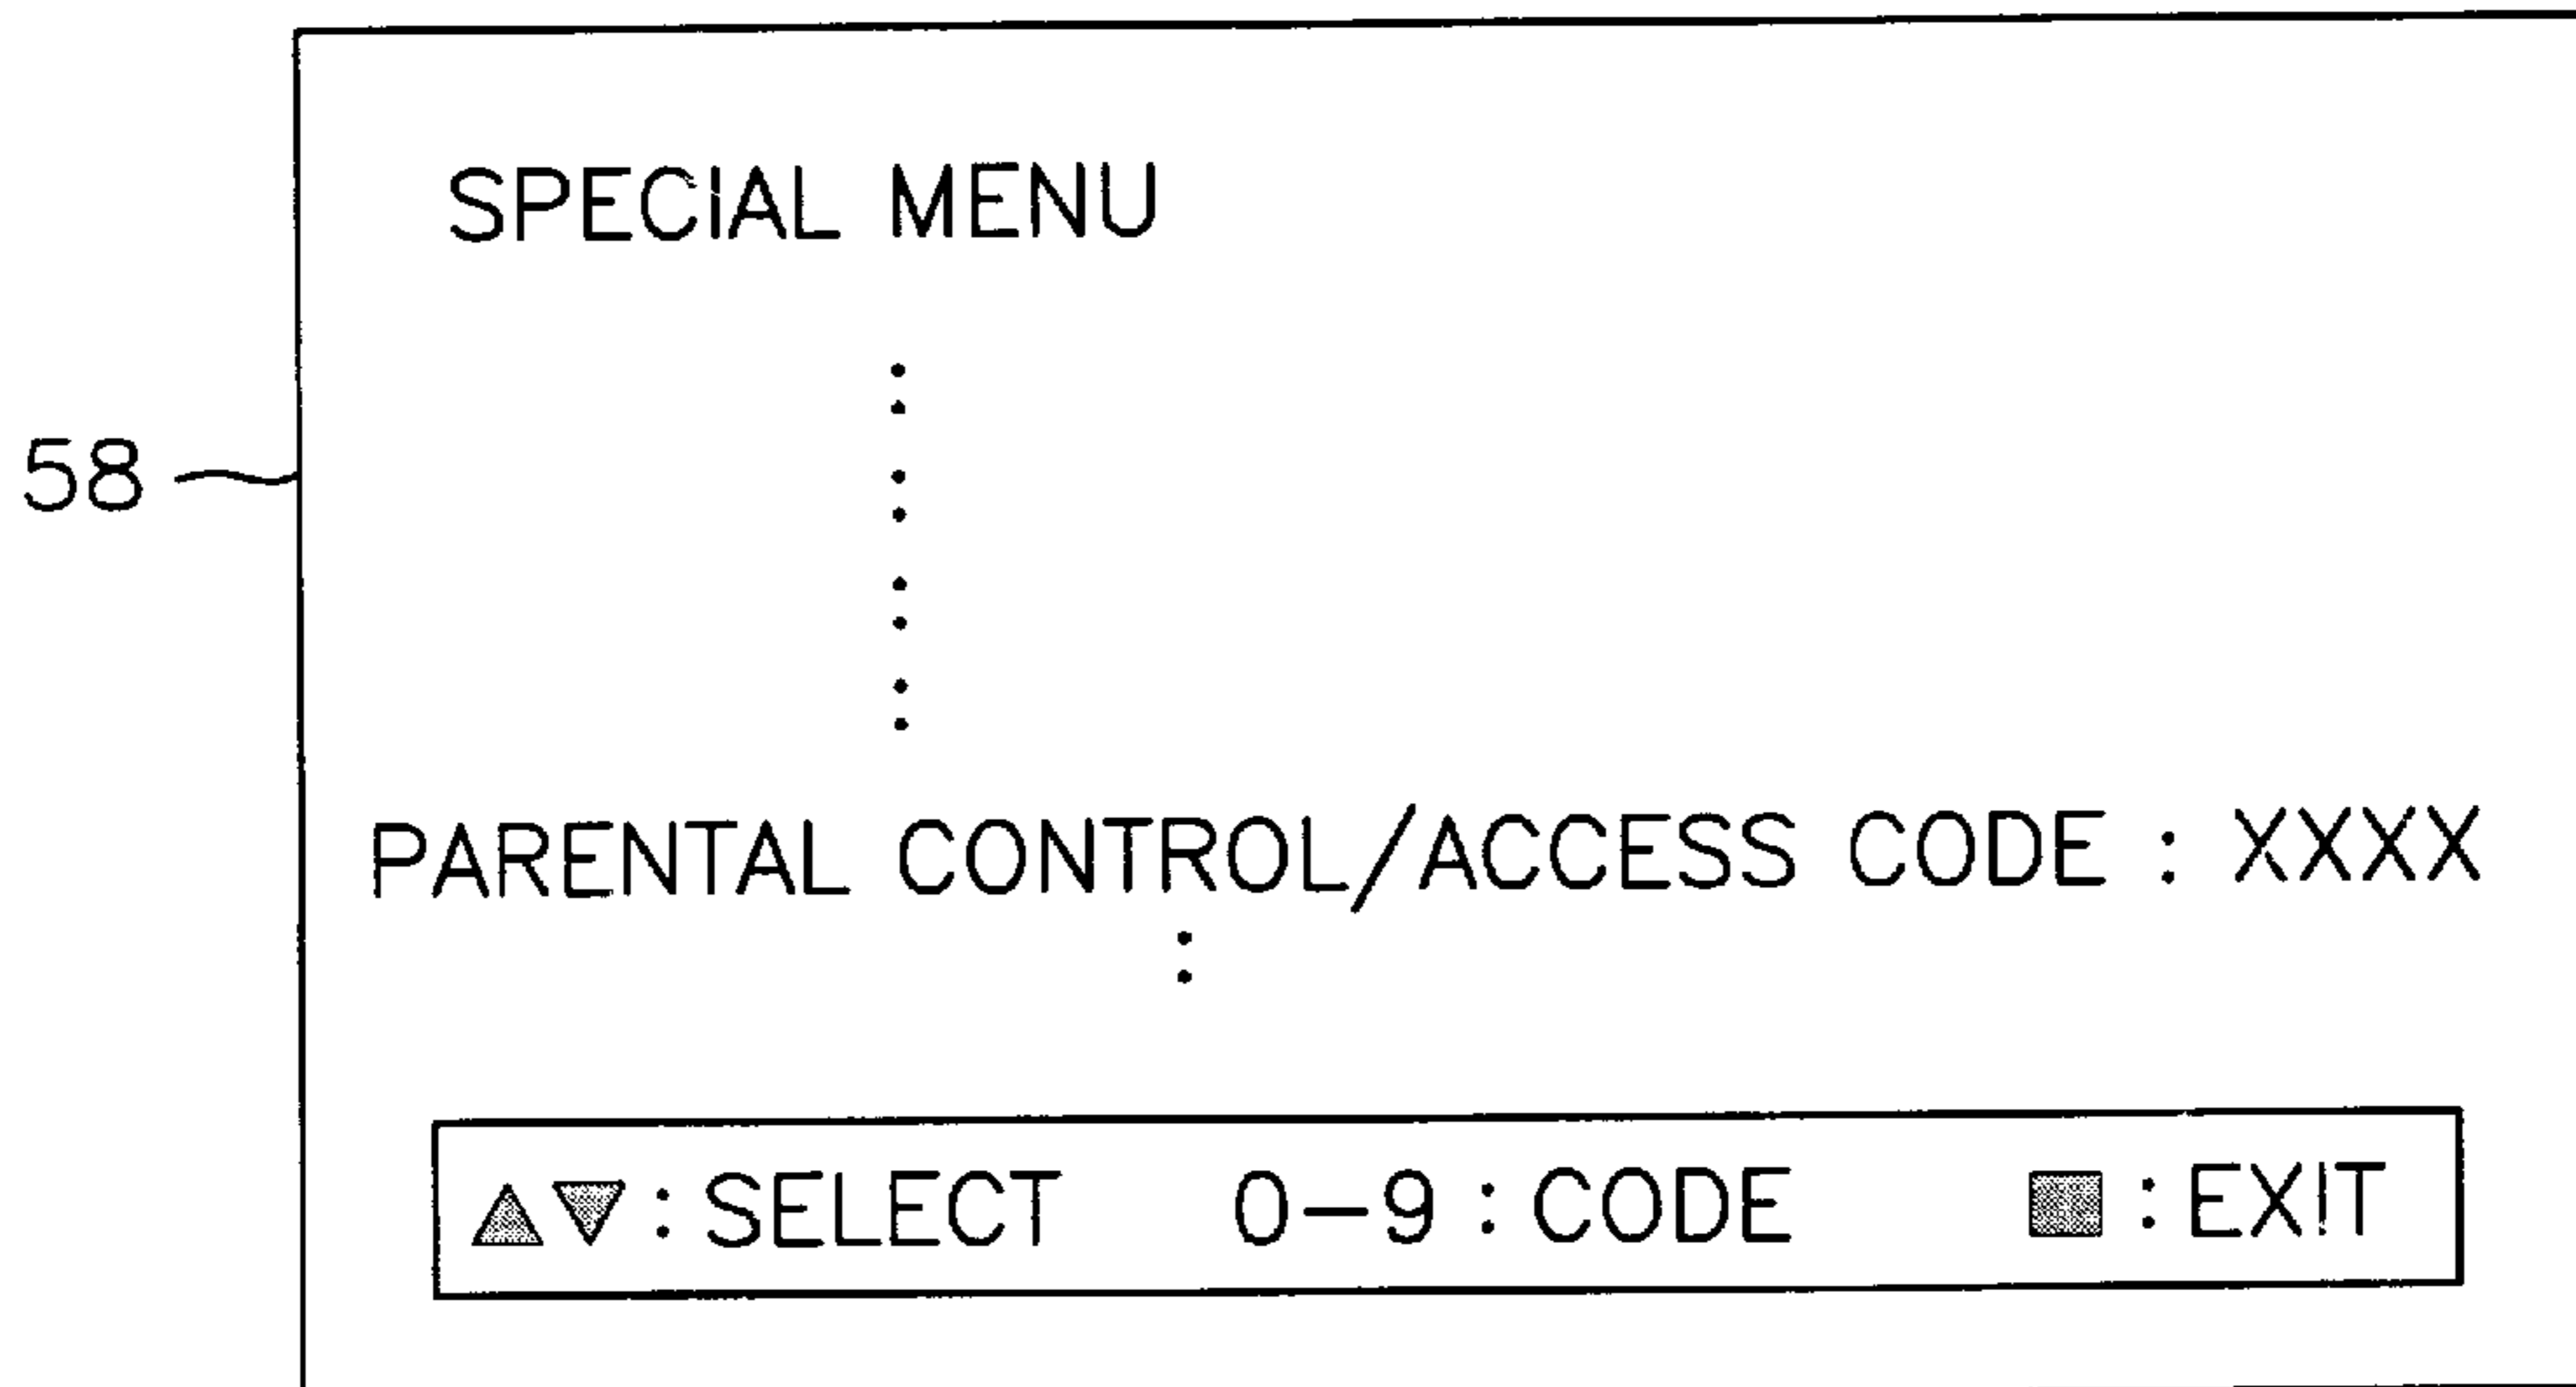 SPECIAL MENU
:
:
58
:
:
PARENTAL CONTROL/ACCESS CODE : XXXX
:
▲▼ : SELECT 0–9 : CODE ■ : EXIT